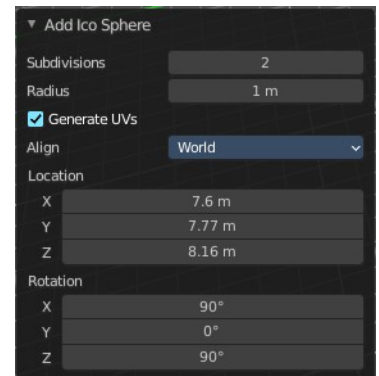 Add Ico Sphere
Subdivisions 2
Radius 1 m
Generate UVs
Align World
Location
X 7.6 m
Y 7.77 m
Z 8.16 m
Rotation
X 90°
Y 0°
Z 90°